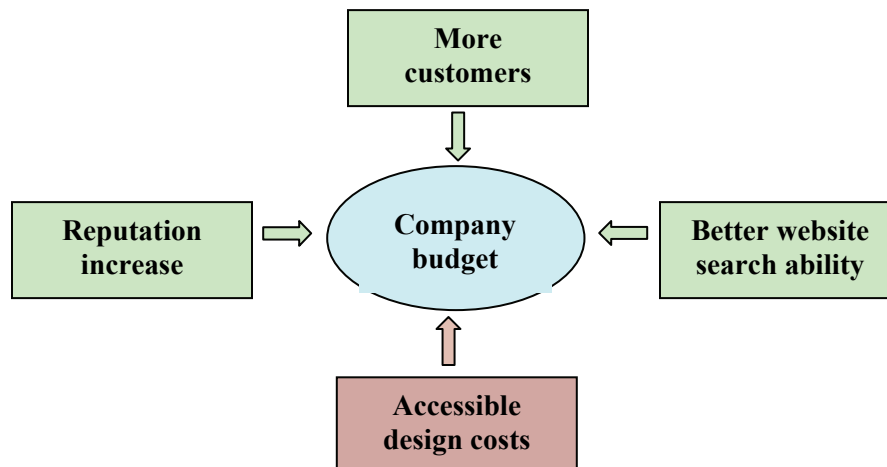 More
customers
Reputation
increase
Company
budget
Better website
search ability
Accessible
design costs